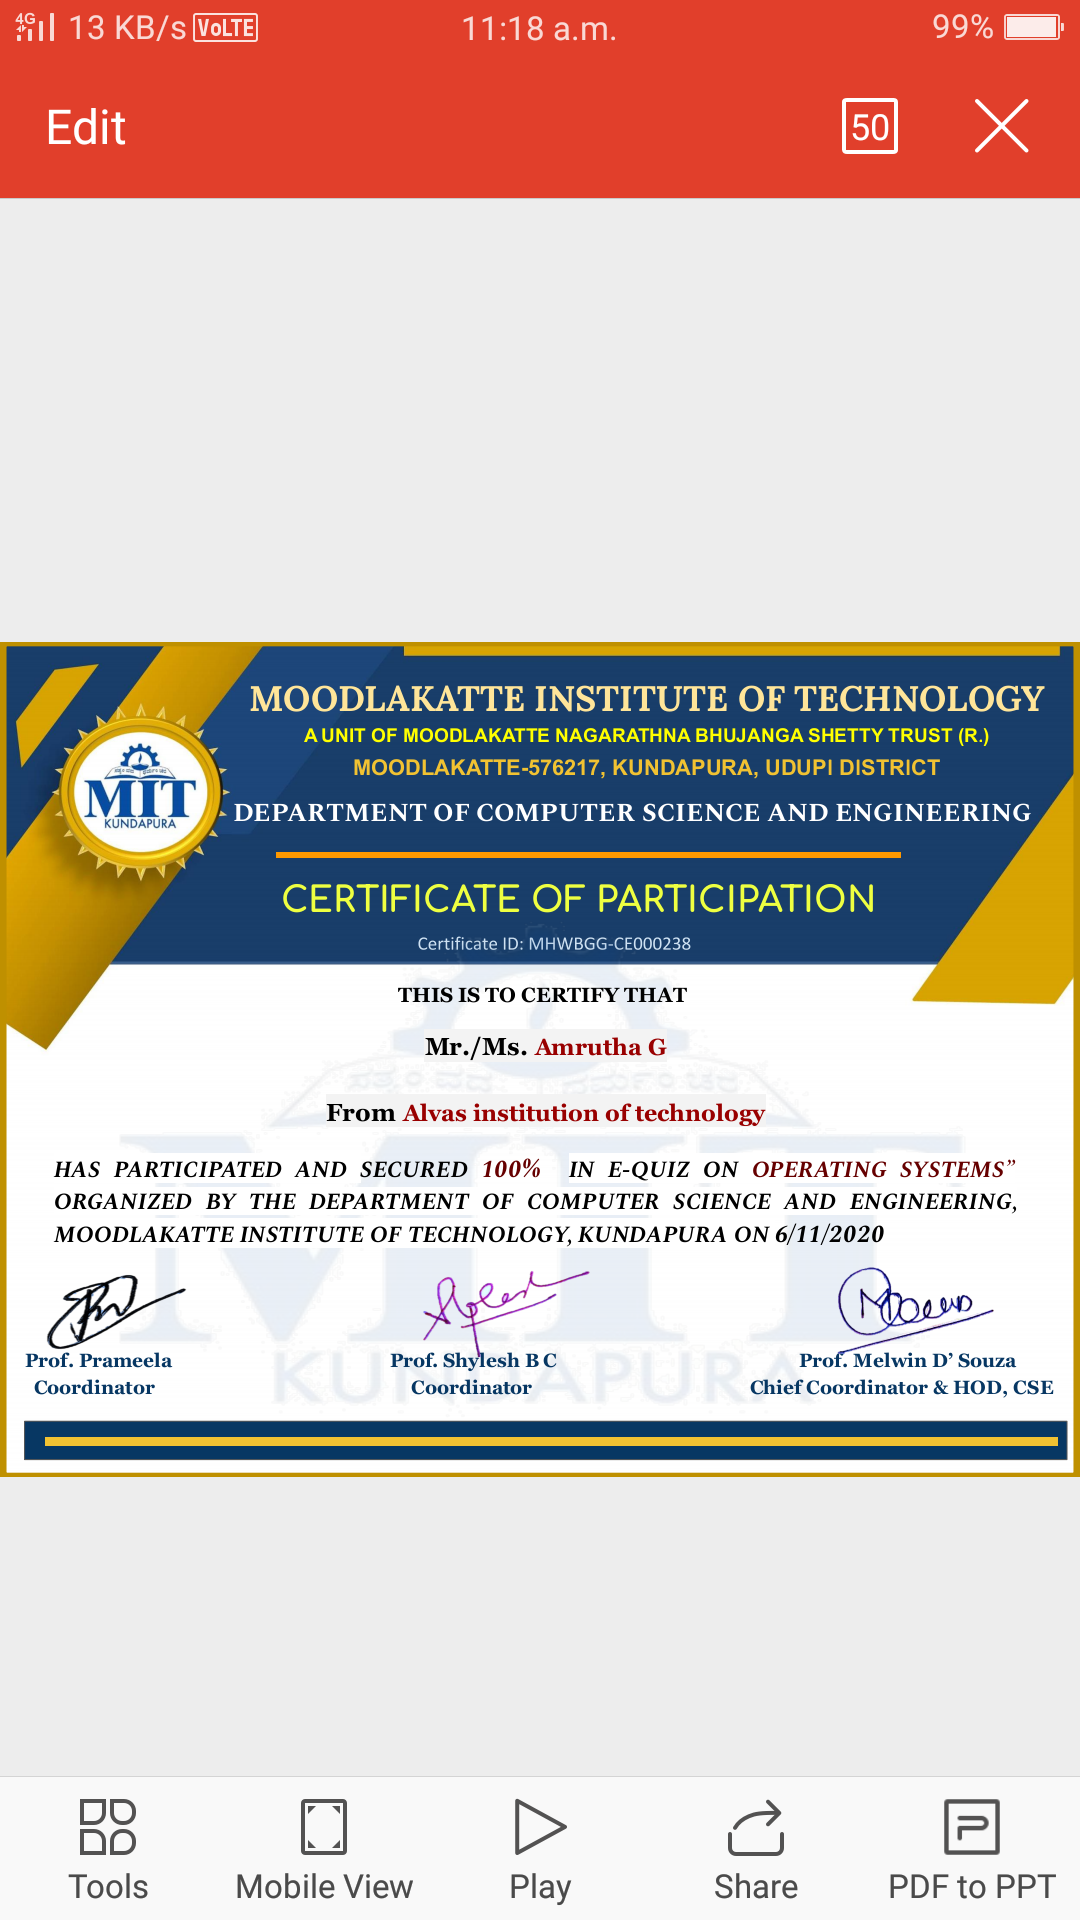 4G 13 KB/s VoLTE 11:18 a.m. 99%
Edit 50
MOODLAKATTE INSTITUTE OF TECHNOLOGY
A UNIT OF MOODLAKATTE NAGARATHNA BHUJANGA SHETTY TRUST (R.)
MOODLAKATTE-576217, KUNDAPURA, UDUPI DISTRICT
MIT
KUNDAPURA
DEPARTMENT OF COMPUTER SCIENCE AND ENGINEERING
CERTIFICATE OF PARTICIPATION
Certificate ID: MHWBGG-CE000238
THIS IS TO CERTIFY THAT
Mr./Ms. Amrutha G
From Alvas institution of technology
HAS PARTICIPATED AND SECURED 100% IN E-QUIZ ON OPERATING SYSTEMS”
ORGANIZED BY THE DEPARTMENT OF COMPUTER SCIENCE AND ENGINEERING,
MOODLAKATTE INSTITUTE OF TECHNOLOGY, KUNDAPURA ON 6/11/2020
MIT
KUNDAPURA
Prof. Prameela Prof. Shylesh B C Prof. Melwin D’ Souza
Coordinator Coordinator Chief Coordinator & HOD, CSE
Tools Mobile View Play Share PDF to PPT